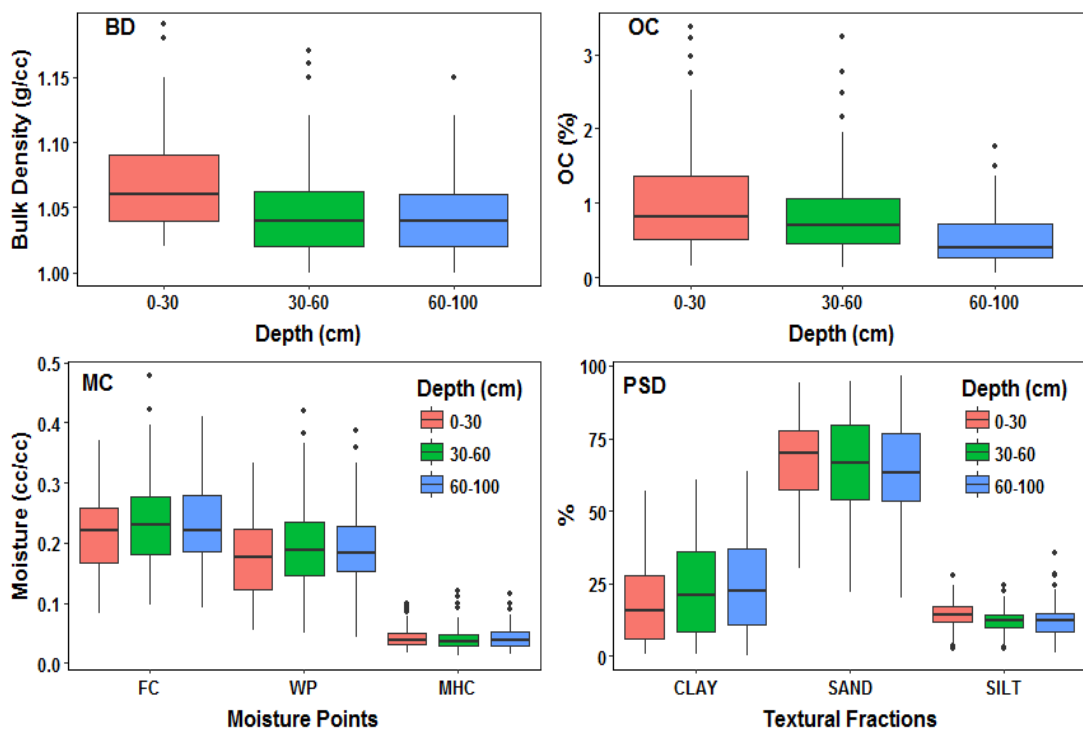 BD
Bulk Density (g/cc)
1.15
1.10
1.05
1.00
0-30
30-60
60-100
Depth (cm)
OC
OC (%)
3
2
1
0
0-30
30-60
60-100
Depth (cm)
MC
Moisture (cc/cc)
0.5
0.4
0.3
0.2
0.1
0.0
Depth (cm)
0-30
30-60
60-100
FC
WP
MHC
Moisture Points
PSD
%
100
75
50
25
0
Depth (cm)
0-30
30-60
60-100
CLAY
SAND
SILT
Textural Fractions